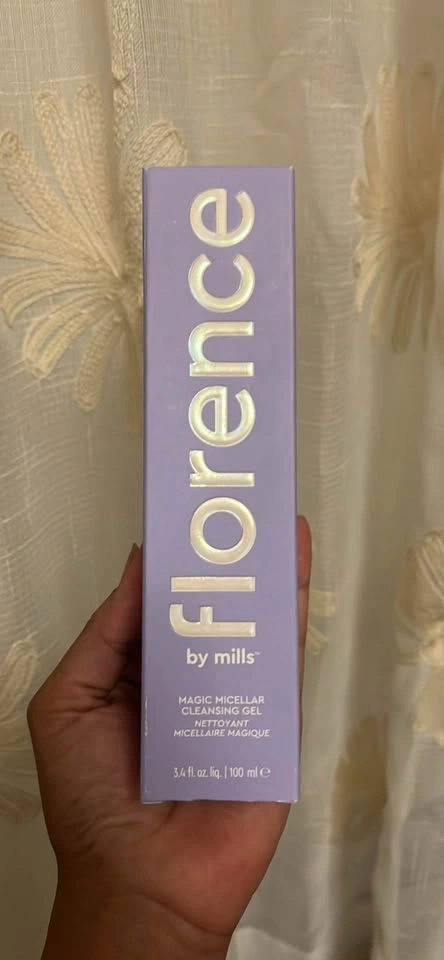 florence
by mills™
MAGIC MICELLAR
CLEANSING GEL
NETTOYANT
MICELLAIRE MAGIQUE
3.4 fl. oz. liq. | 100 ml ℮